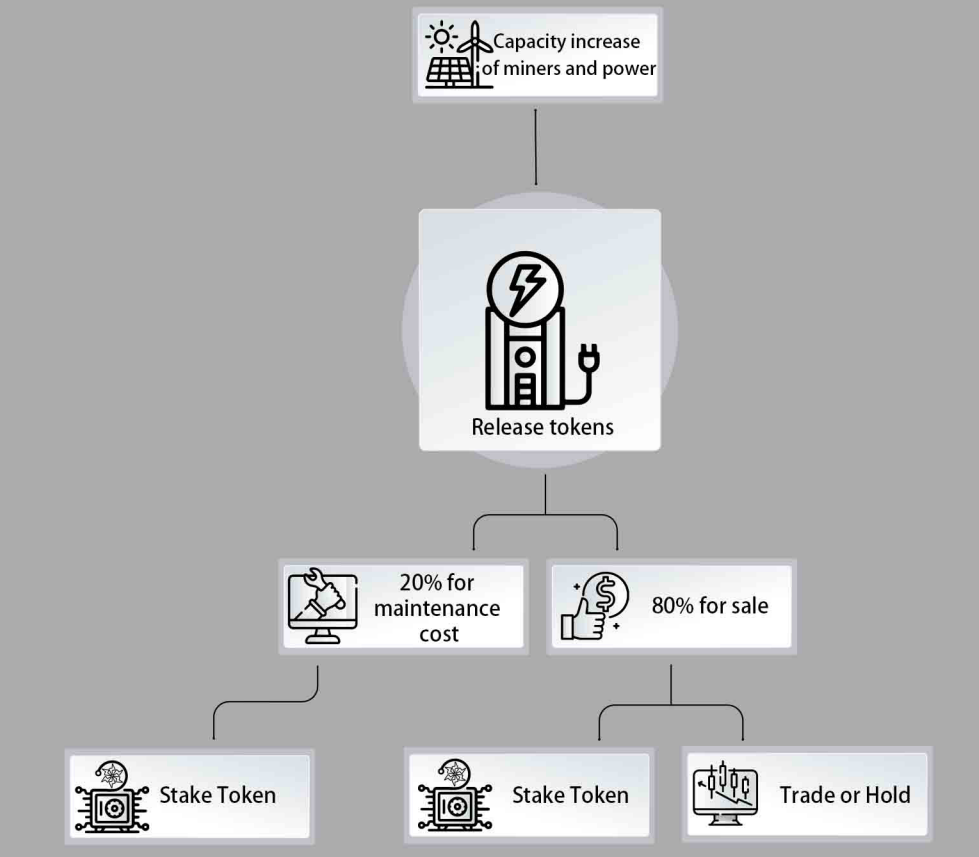 Capacity increase
of miners and power
Release tokens
20% for
maintenance
cost
80% for sale
Stake Token
Stake Token
Trade or Hold